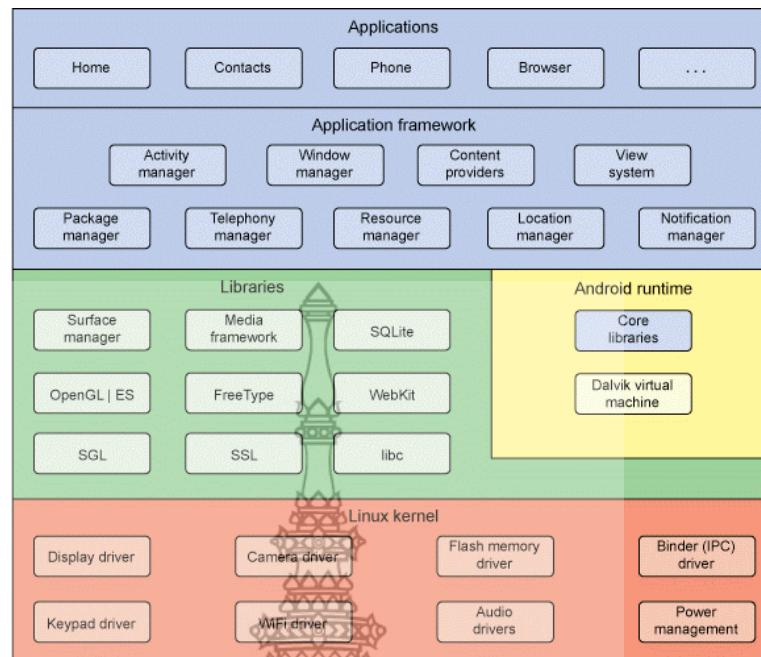 Applications
Home
Contacts
Phone
Browser
. . .
Application framework
Activity
manager
Window
manager
Content
providers
View
system
Package
manager
Telephony
manager
Resource
manager
Location
manager
Notification
manager
Libraries
Surface
manager
Media
framework
SQLite
OpenGL | ES
FreeType
WebKit
SGL
SSL
libc
Android runtime
Core
libraries
Dalvik virtual
machine
Linux kernel
Display driver
Camera driver
Flash memory
driver
Binder (IPC)
driver
Keypad driver
WiFi driver
Audio
drivers
Power
management